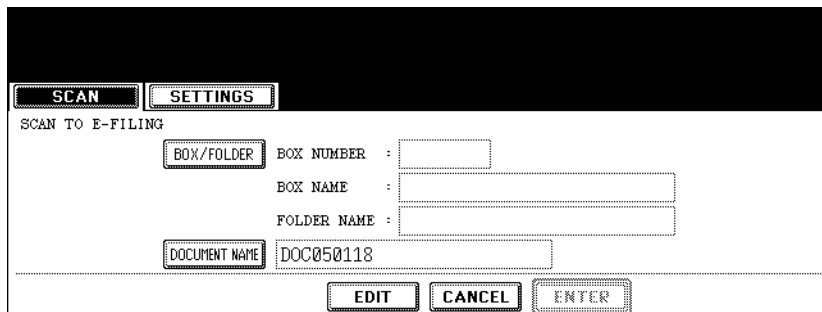 SCAN SETTINGS
SCAN TO E-FILING
BOX/FOLDER BOX NUMBER :
BOX NAME :
FOLDER NAME :
DOCUMENT NAME DOC050118
EDIT CANCEL ENTER